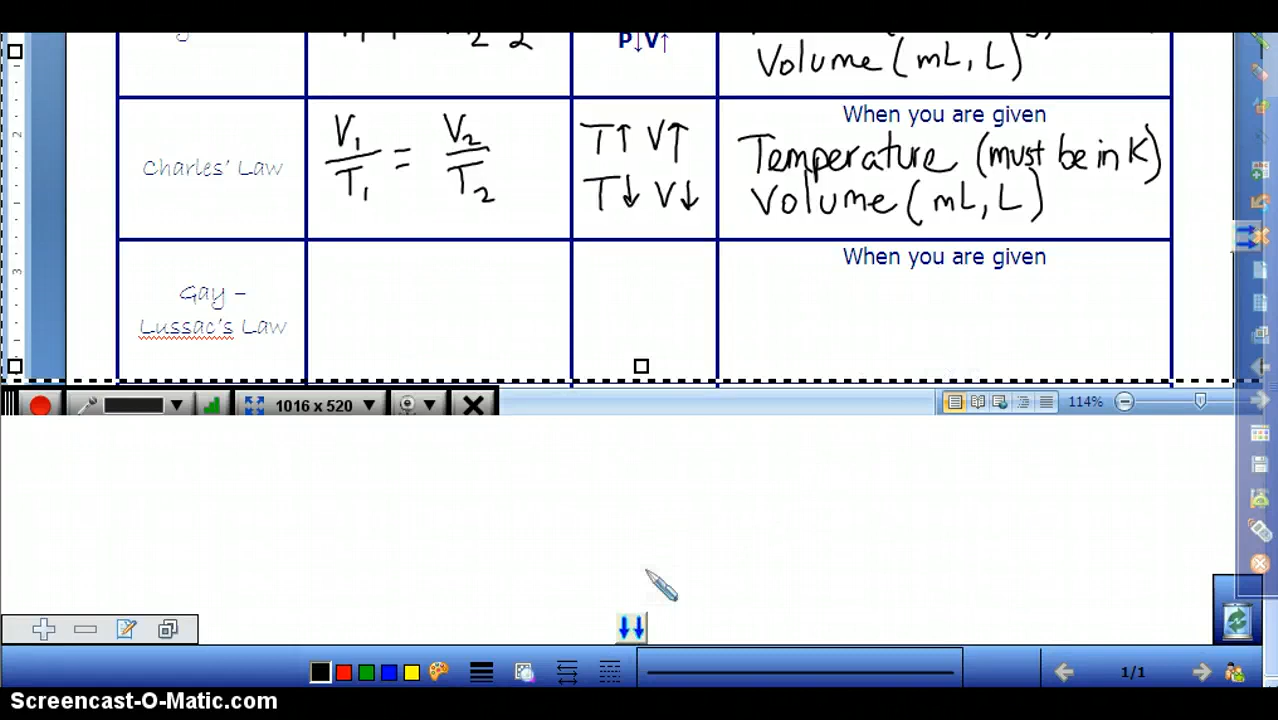 P↓V↑
Volume (mL, L)
Charles' Law
V₁/T₁ = V₂/T₂
T↑ V↑
T↓ V↓
When you are given
Temperature (must be in K)
Volume (mL, L)
Gay –
Lussac's Law
When you are given
1016 x 520
114%
1/1
Screencast-O-Matic.com